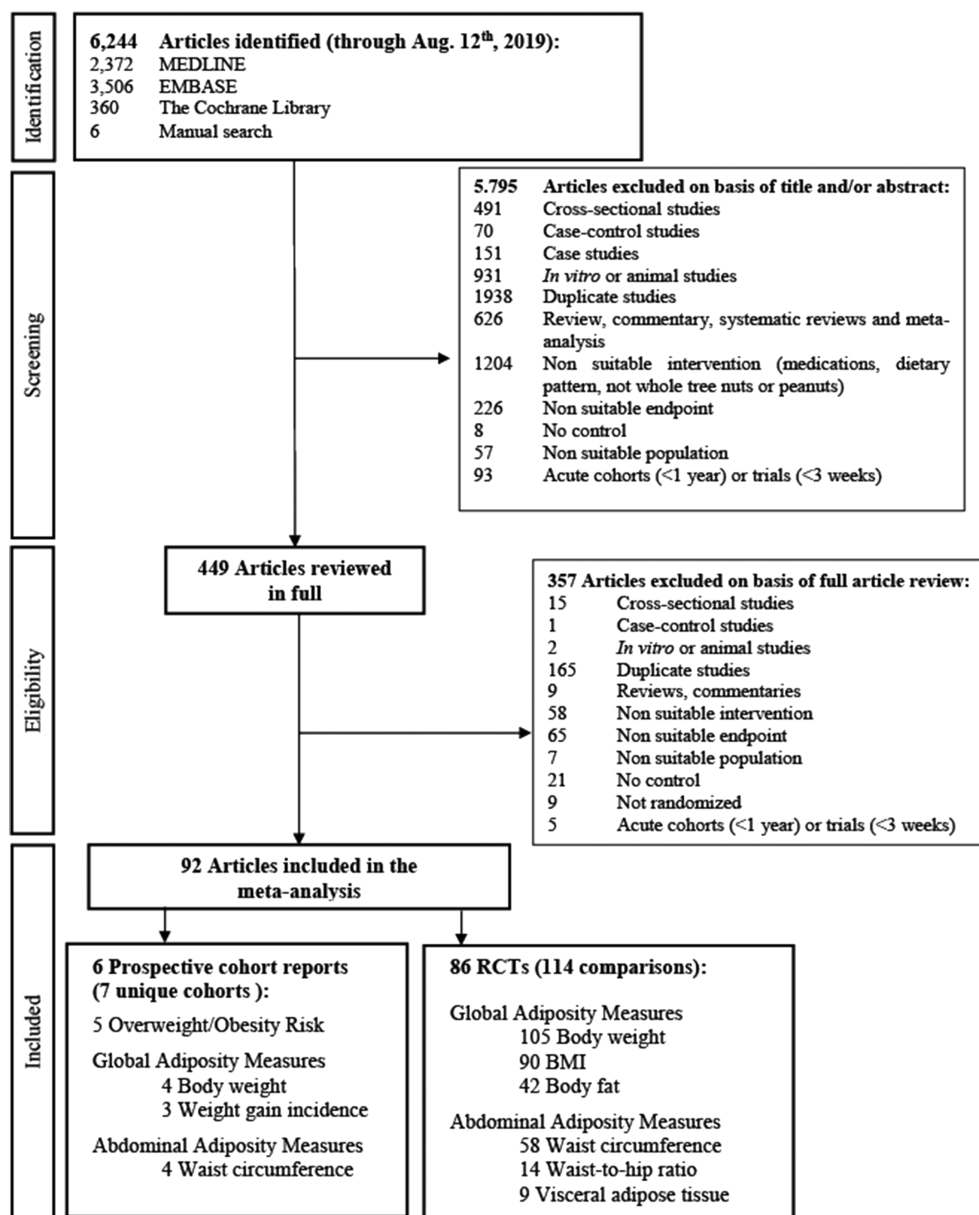 Identification
6,244 Articles identified (through Aug. 12th, 2019):
2,372 MEDLINE
3,506 EMBASE
360 The Cochrane Library
6 Manual search
Screening
5.795 Articles excluded on basis of title and/or abstract:
491 Cross-sectional studies
70 Case-control studies
151 Case studies
931 In vitro or animal studies
1938 Duplicate studies
626 Review, commentary, systematic reviews and meta-
analysis
1204 Non suitable intervention (medications, dietary
pattern, not whole tree nuts or peanuts)
226 Non suitable endpoint
8 No control
57 Non suitable population
93 Acute cohorts (<1 year) or trials (<3 weeks)
Eligibility
449 Articles reviewed
in full
357 Articles excluded on basis of full article review:
15 Cross-sectional studies
1 Case-control studies
2 In vitro or animal studies
165 Duplicate studies
9 Reviews, commentaries
58 Non suitable intervention
65 Non suitable endpoint
7 Non suitable population
21 No control
9 Not randomized
5 Acute cohorts (<1 year) or trials (<3 weeks)
Included
92 Articles included in the
meta-analysis
6 Prospective cohort reports
(7 unique cohorts ):
5 Overweight/Obesity Risk
Global Adiposity Measures
4 Body weight
3 Weight gain incidence
Abdominal Adiposity Measures
4 Waist circumference
86 RCTs (114 comparisons):
Global Adiposity Measures
105 Body weight
90 BMI
42 Body fat
Abdominal Adiposity Measures
58 Waist circumference
14 Waist-to-hip ratio
9 Visceral adipose tissue